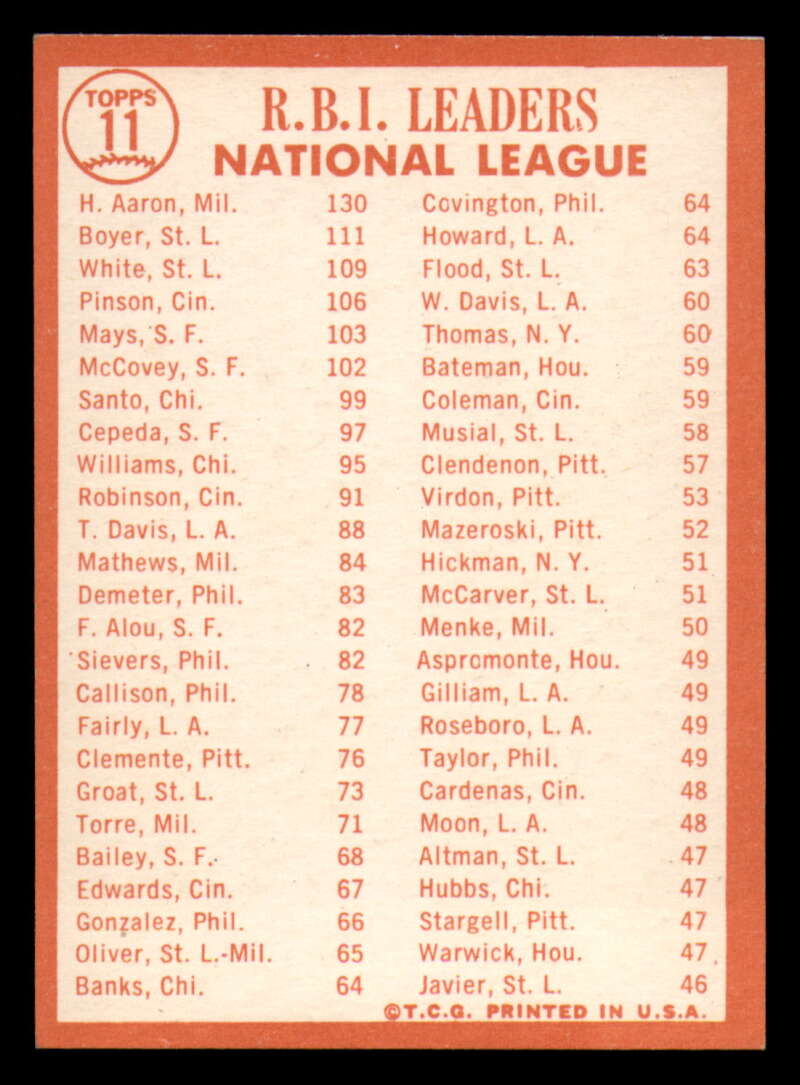 TOPPS
11
R.B.I. LEADERS
NATIONAL LEAGUE
H. Aaron, Mil. 130
Boyer, St. L. 111
White, St. L. 109
Pinson, Cin. 106
Mays, S. F. 103
McCovey, S. F. 102
Santo, Chi. 99
Cepeda, S. F. 97
Williams, Chi. 95
Robinson, Cin. 91
T. Davis, L. A. 88
Mathews, Mil. 84
Demeter, Phil. 83
F. Alou, S. F. 82
Sievers, Phil. 82
Callison, Phil. 78
Fairly, L. A. 77
Clemente, Pitt. 76
Groat, St. L. 73
Torre, Mil. 71
Bailey, S. F. 68
Edwards, Cin. 67
Gonzalez, Phil. 66
Oliver, St. L.-Mil. 65
Banks, Chi. 64
Covington, Phil. 64
Howard, L. A. 64
Flood, St. L. 63
W. Davis, L. A. 60
Thomas, N. Y. 60
Bateman, Hou. 59
Coleman, Cin. 59
Musial, St. L. 58
Clendenon, Pitt. 57
Virdon, Pitt. 53
Mazeroski, Pitt. 52
Hickman, N. Y. 51
McCarver, St. L. 51
Menke, Mil. 50
Aspromonte, Hou. 49
Gilliam, L. A. 49
Roseboro, L. A. 49
Taylor, Phil. 49
Cardenas, Cin. 48
Moon, L. A. 48
Altman, St. L. 47
Hubbs, Chi. 47
Stargell, Pitt. 47
Warwick, Hou. 47
Javier, St. L. 46
©T.C.G. PRINTED IN U.S.A.